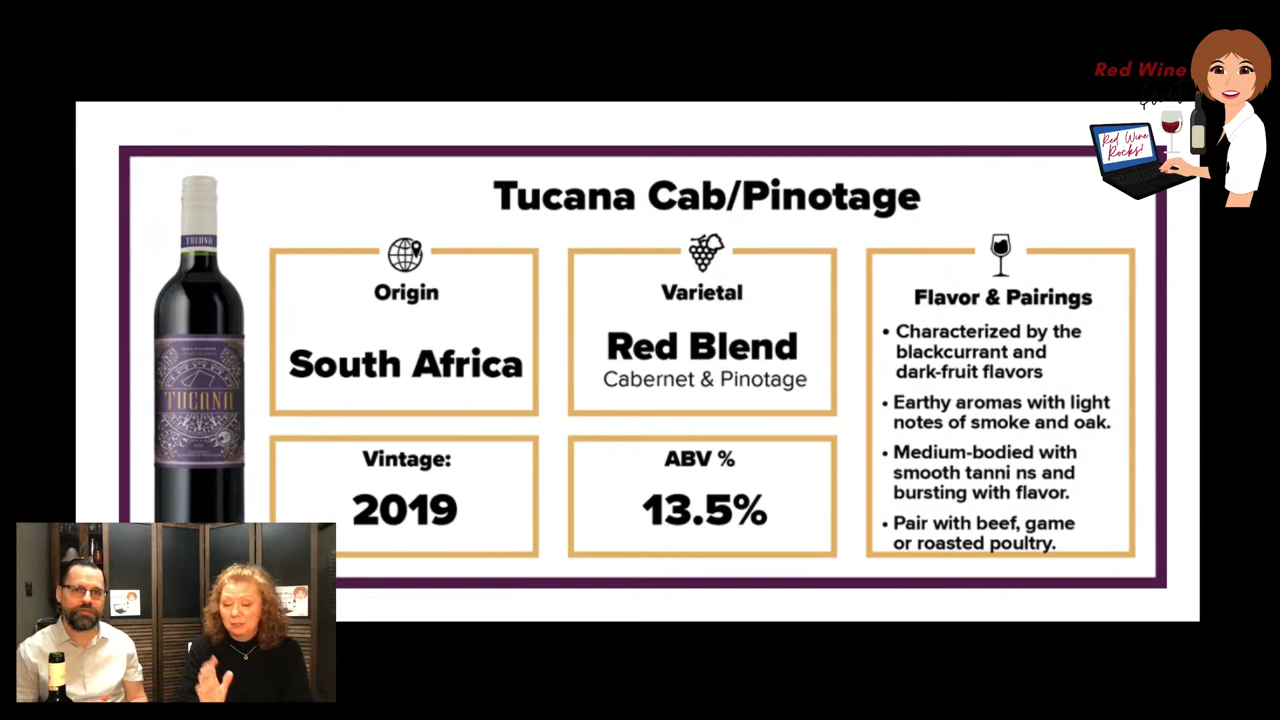 Red Wine
Red Wine
Rocks!
Tucana Cab/Pinotage
TUCANA
TUCANA
Origin
South Africa
Varietal
Red Blend
Cabernet & Pinotage
Vintage:
2019
ABV %
13.5%
Flavor & Pairings
• Characterized by the
blackcurrant and
dark-fruit flavors
• Earthy aromas with light
notes of smoke and oak.
• Medium-bodied with
smooth tanni ns and
bursting with flavor.
• Pair with beef, game
or roasted poultry.